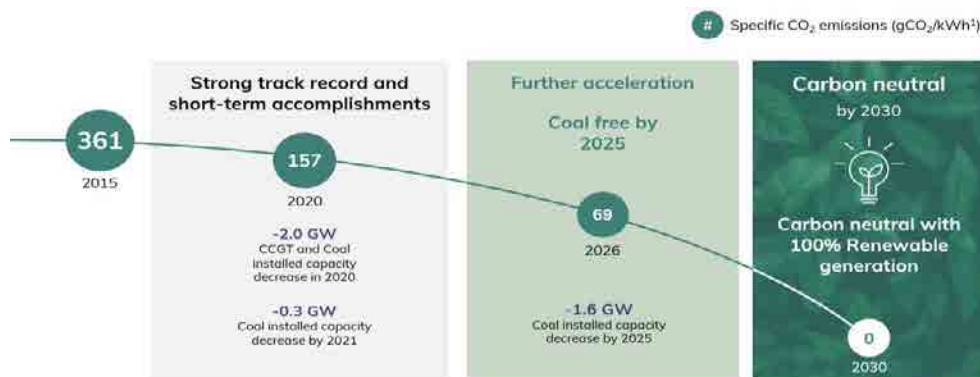 # Specific CO₂ emissions (gCO₂/kWh¹)
Strong track record and
short-term accomplishments
Further acceleration
Coal free by
2025
Carbon neutral
by 2030
361
2015
157
2020
69
2026
-2.0 GW
CCGT and Coal
installed capacity
decrease in 2020
-0.3 GW
Coal installed capacity
decrease by 2021
-1.6 GW
Coal installed capacity
decrease by 2025
Carbon neutral with
100% Renewable
generation
0
2030